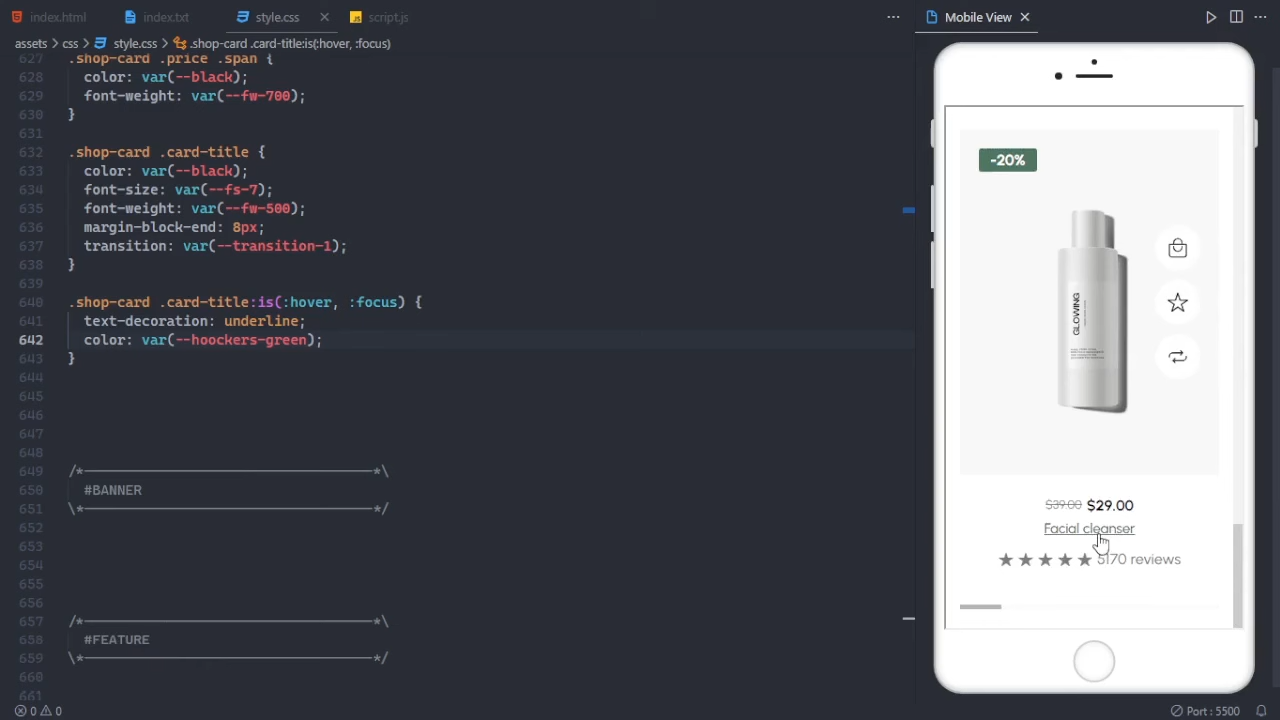 index.html
index.txt
style.css
script.js
Mobile View
assets > css > style.css > .shop-card .card-title:is(:hover, :focus)
627 .shop-card .price .span {
628 color: var(--black);
629 font-weight: var(--fw-700);
630 }
631
632 .shop-card .card-title {
633 color: var(--black);
634 font-size: var(--fs-7);
635 font-weight: var(--fw-500);
636 margin-block-end: 8px;
637 transition: var(--transition-1);
638 }
639
640 .shop-card .card-title:is(:hover, :focus) {
641 text-decoration: underline;
642 color: var(--hoockers-green);
643 }
644
645
646
647
648
649 /*-----------------------------------*\
650 #BANNER
651 \*-----------------------------------*/
652
653
654
655
656
657 /*-----------------------------------*\
658 #FEATURE
659 \*-----------------------------------*/
660
661
-20%
GLOWING
$39.00 $29.00
Facial cleanser
5170 reviews
0 0
Port : 5500